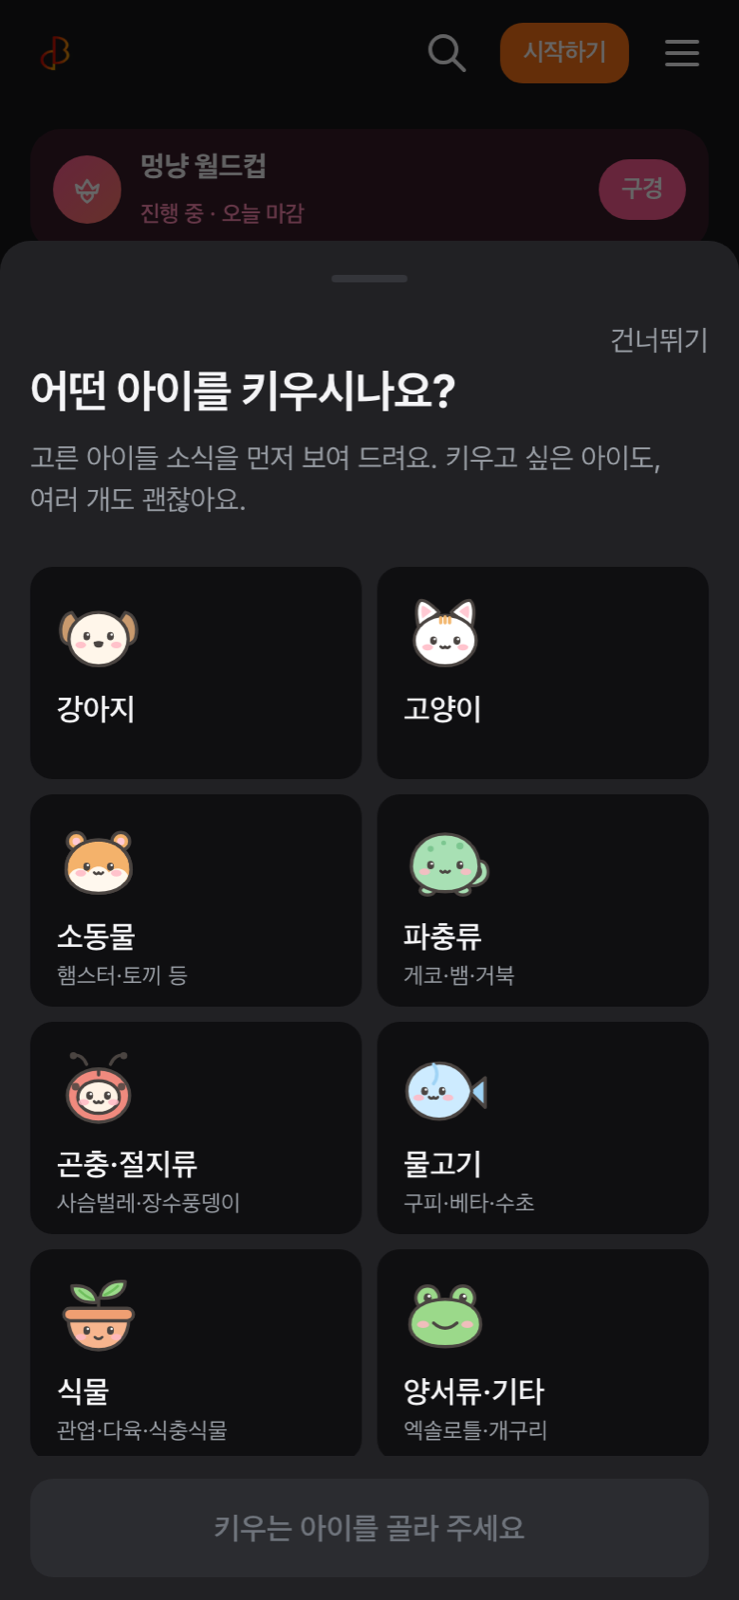 시작하기
멍냥 월드컵
진행 중 · 오늘 마감
구경
건너뛰기
어떤 아이를 키우시나요?
고른 아이들 소식을 먼저 보여 드려요. 키우고 싶은 아이도,
여러 개도 괜찮아요.
강아지
고양이
소동물
햄스터·토끼 등
파충류
게코·뱀·거북
곤충·절지류
사슴벌레·장수풍뎅이
물고기
구피·베타·수초
식물
관엽·다육·식충식물
양서류·기타
엑솔로틀·개구리
키우는 아이를 골라 주세요